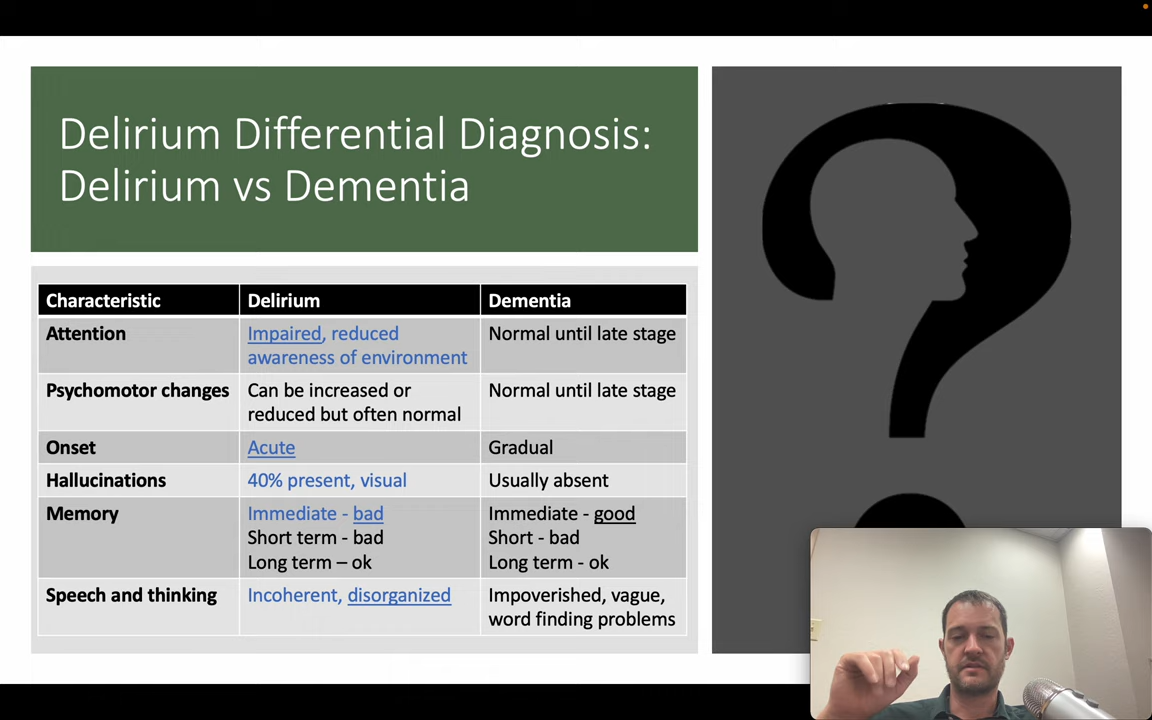 Delirium Differential Diagnosis:
Delirium vs Dementia
Characteristic Delirium Dementia
Attention Impaired, reduced Normal until late stage
awareness of environment
Psychomotor changes Can be increased or Normal until late stage
reduced but often normal
Onset Acute Gradual
Hallucinations 40% present, visual Usually absent
Memory Immediate - bad Immediate - good
Short term - bad Short - bad
Long term – ok Long term - ok
Speech and thinking Incoherent, disorganized Impoverished, vague,
word finding problems